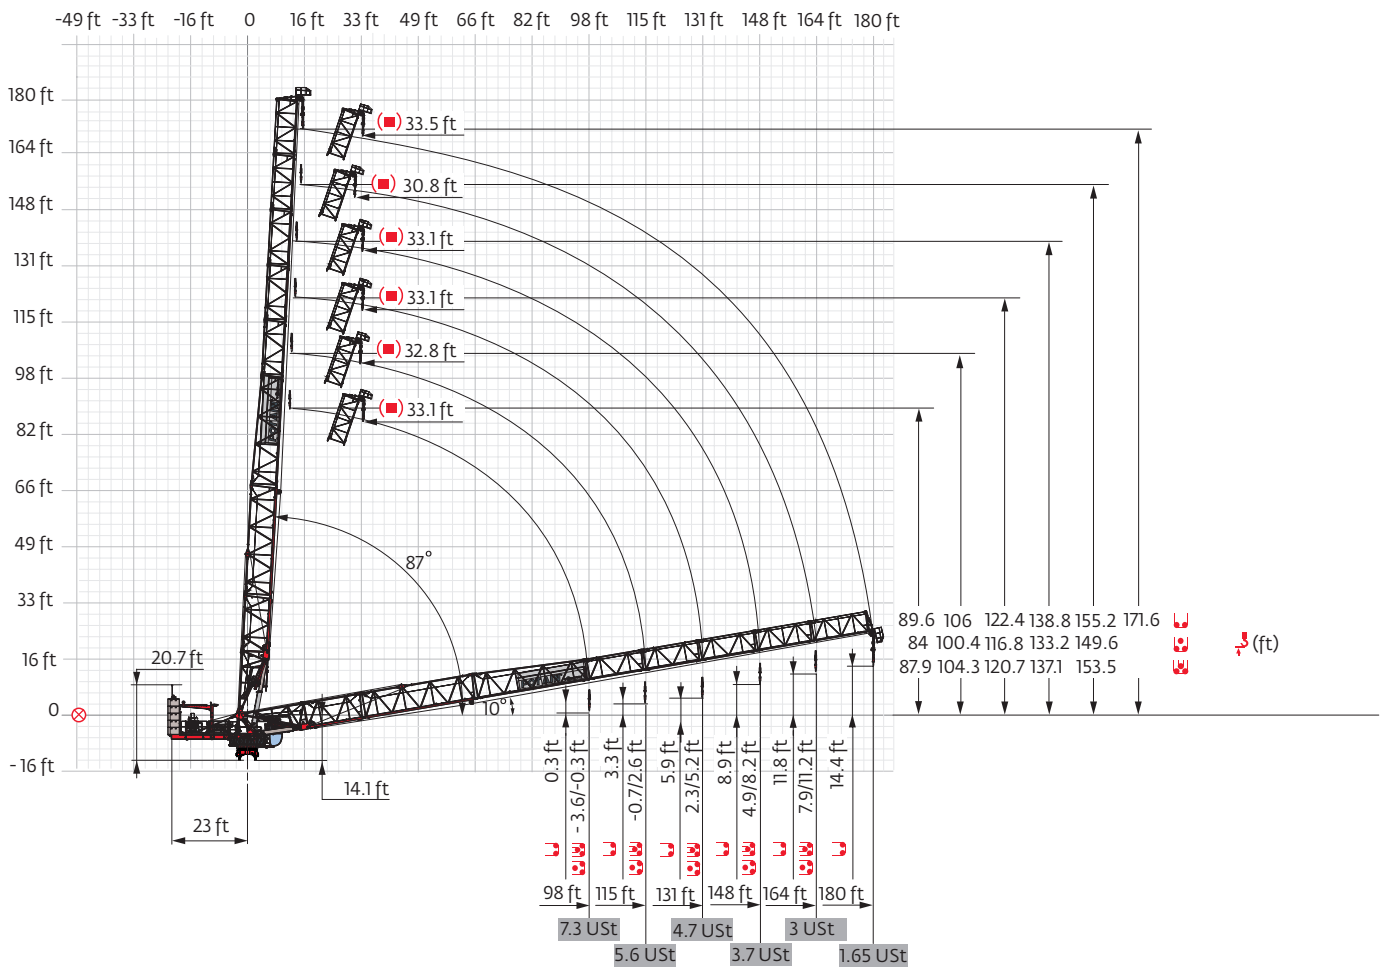 -49 ft -33 ft -16 ft 0 16 ft 33 ft 49 ft 66 ft 82 ft 98 ft 115 ft 131 ft 148 ft 164 ft 180 ft
180 ft
33.5 ft
164 ft
30.8 ft
148 ft
33.1 ft
131 ft
33.1 ft
115 ft
32.8 ft
98 ft
33.1 ft
82 ft
66 ft
49 ft
87°
33 ft
89.6 106 122.4 138.8 155.2 171.6
84 100.4 116.8 133.2 149.6 (ft)
87.9 104.3 120.7 137.1 153.5
16 ft
20.7 ft
0
10°
-16 ft
14.1 ft
23 ft
0.3 ft
- 3.6/-0.3 ft
3.3 ft
-0.7/2.6 ft
5.9 ft
2.3/5.2 ft
8.9 ft
4.9/8.2 ft
11.8 ft
7.9/11.2 ft
14.4 ft
98 ft 115 ft 131 ft 148 ft 164 ft 180 ft
7.3 USt 4.7 USt 3 USt
5.6 USt 3.7 USt 1.65 USt